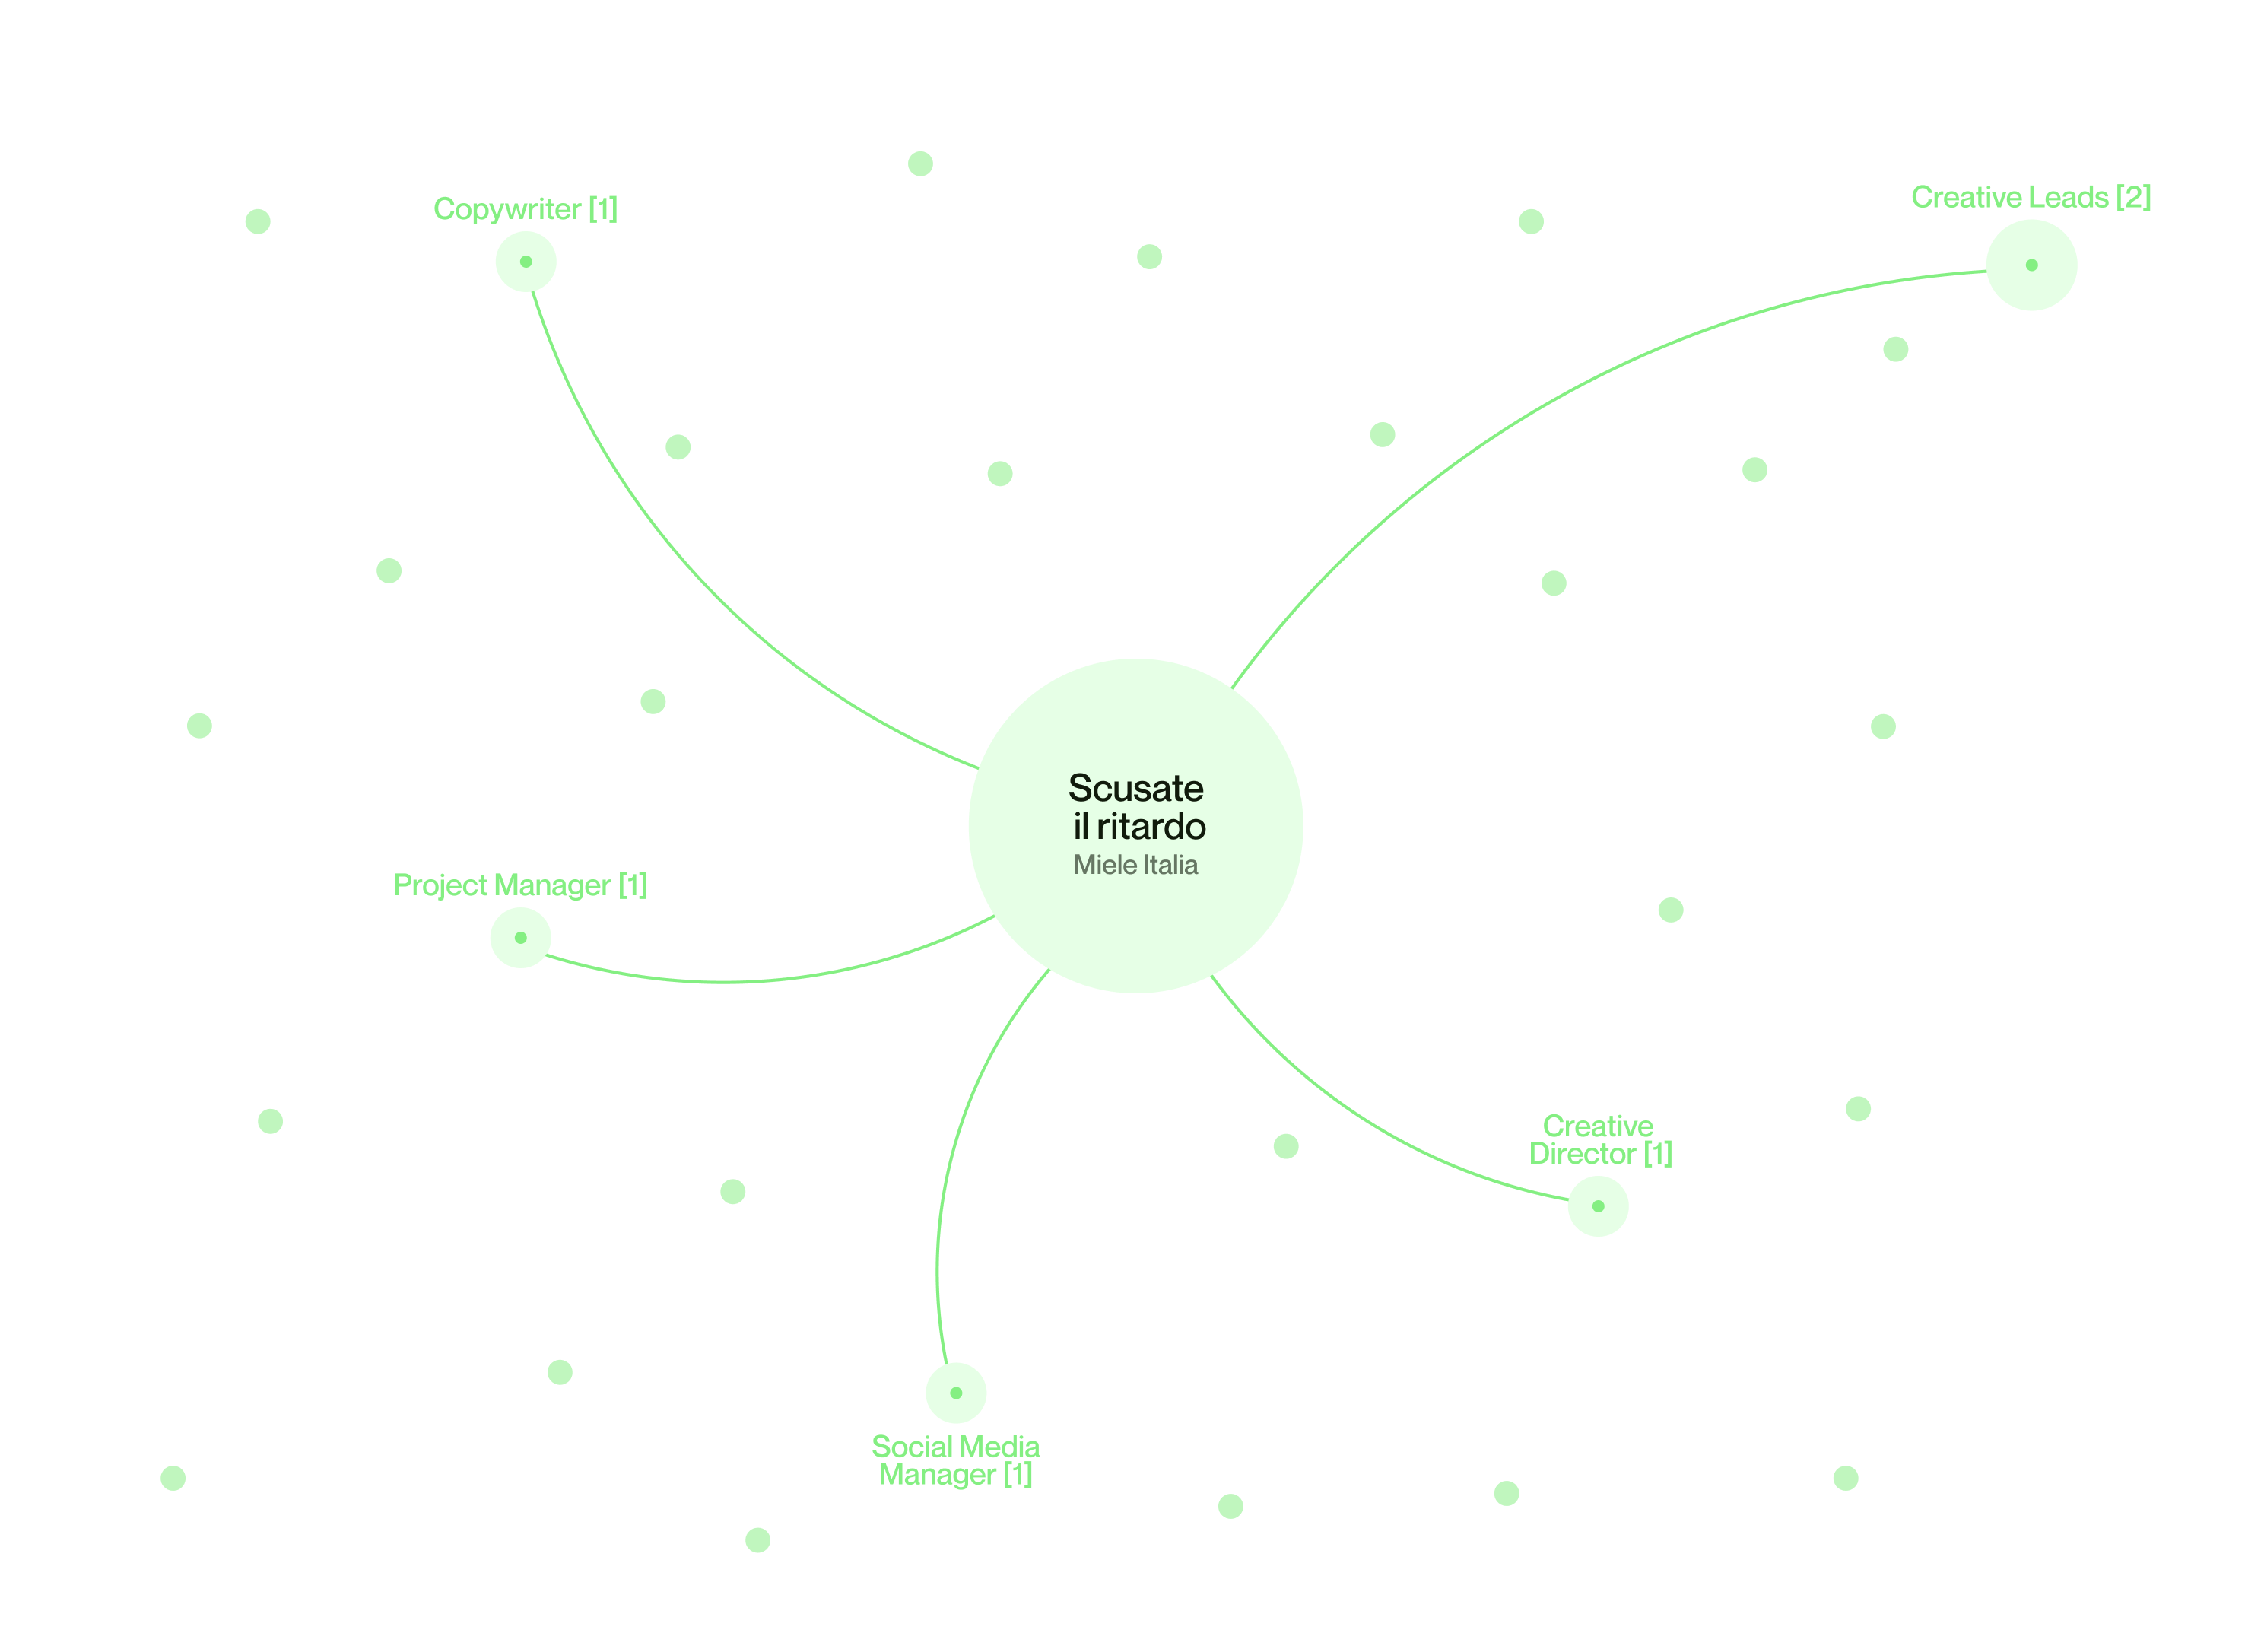 Copywriter [1]
Creative Leads [2]
Scusate
il ritardo
Miele Italia
Project Manager [1]
Creative
Director [1]
Social Media
Manager [1]